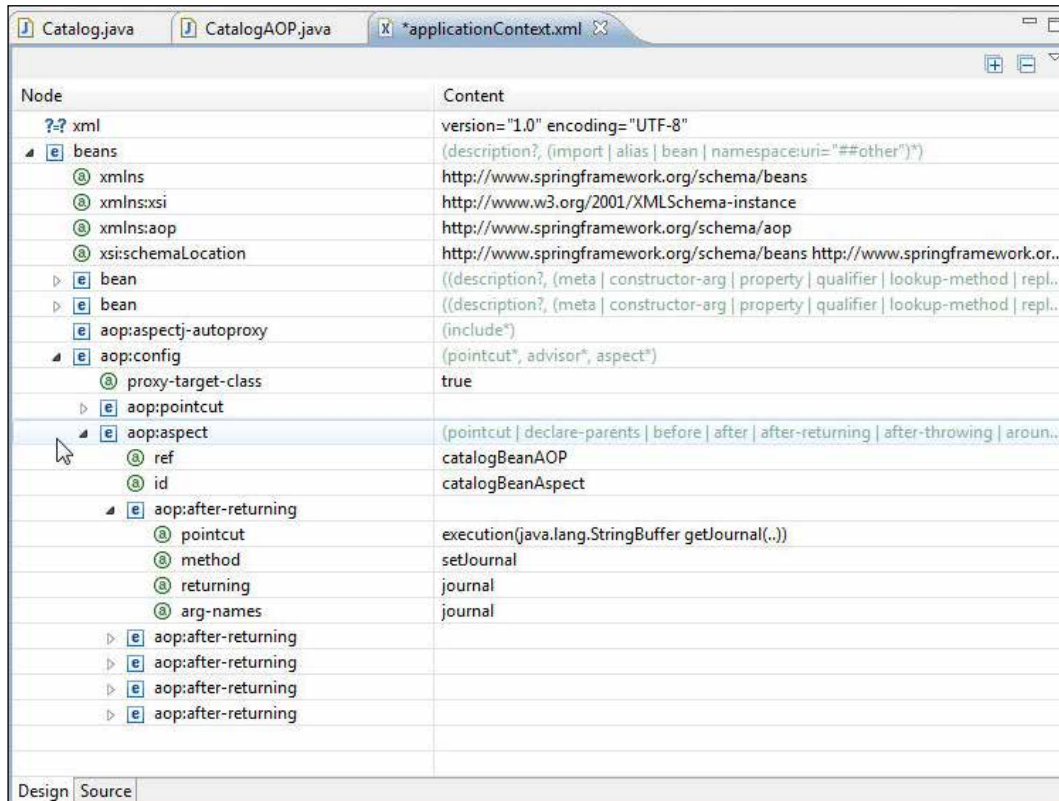 Catalog.java CatalogAOP.java *applicationContext.xml
Node Content
?=? xml version="1.0" encoding="UTF-8"
e beans (description?, (import | alias | bean | namespace:uri="##other")*)
a xmlns http://www.springframework.org/schema/beans
a xmlns:xsi http://www.w3.org/2001/XMLSchema-instance
a xmlns:aop http://www.springframework.org/schema/aop
a xsi:schemaLocation http://www.springframework.org/schema/beans http://www.springframework.or...
e bean ((description?, (meta | constructor-arg | property | qualifier | lookup-method | repl...
e bean ((description?, (meta | constructor-arg | property | qualifier | lookup-method | repl...
e aop:aspectj-autoproxy (include*)
e aop:config (pointcut*, advisor*, aspect*)
a proxy-target-class true
e aop:pointcut
e aop:aspect (pointcut | declare-parents | before | after | after-returning | after-throwing | aroun...
a ref catalogBeanAOP
a id catalogBeanAspect
e aop:after-returning
a pointcut execution(java.lang.StringBuffer getJournal(..))
a method setJournal
a returning journal
a arg-names journal
e aop:after-returning
e aop:after-returning
e aop:after-returning
e aop:after-returning
Design Source